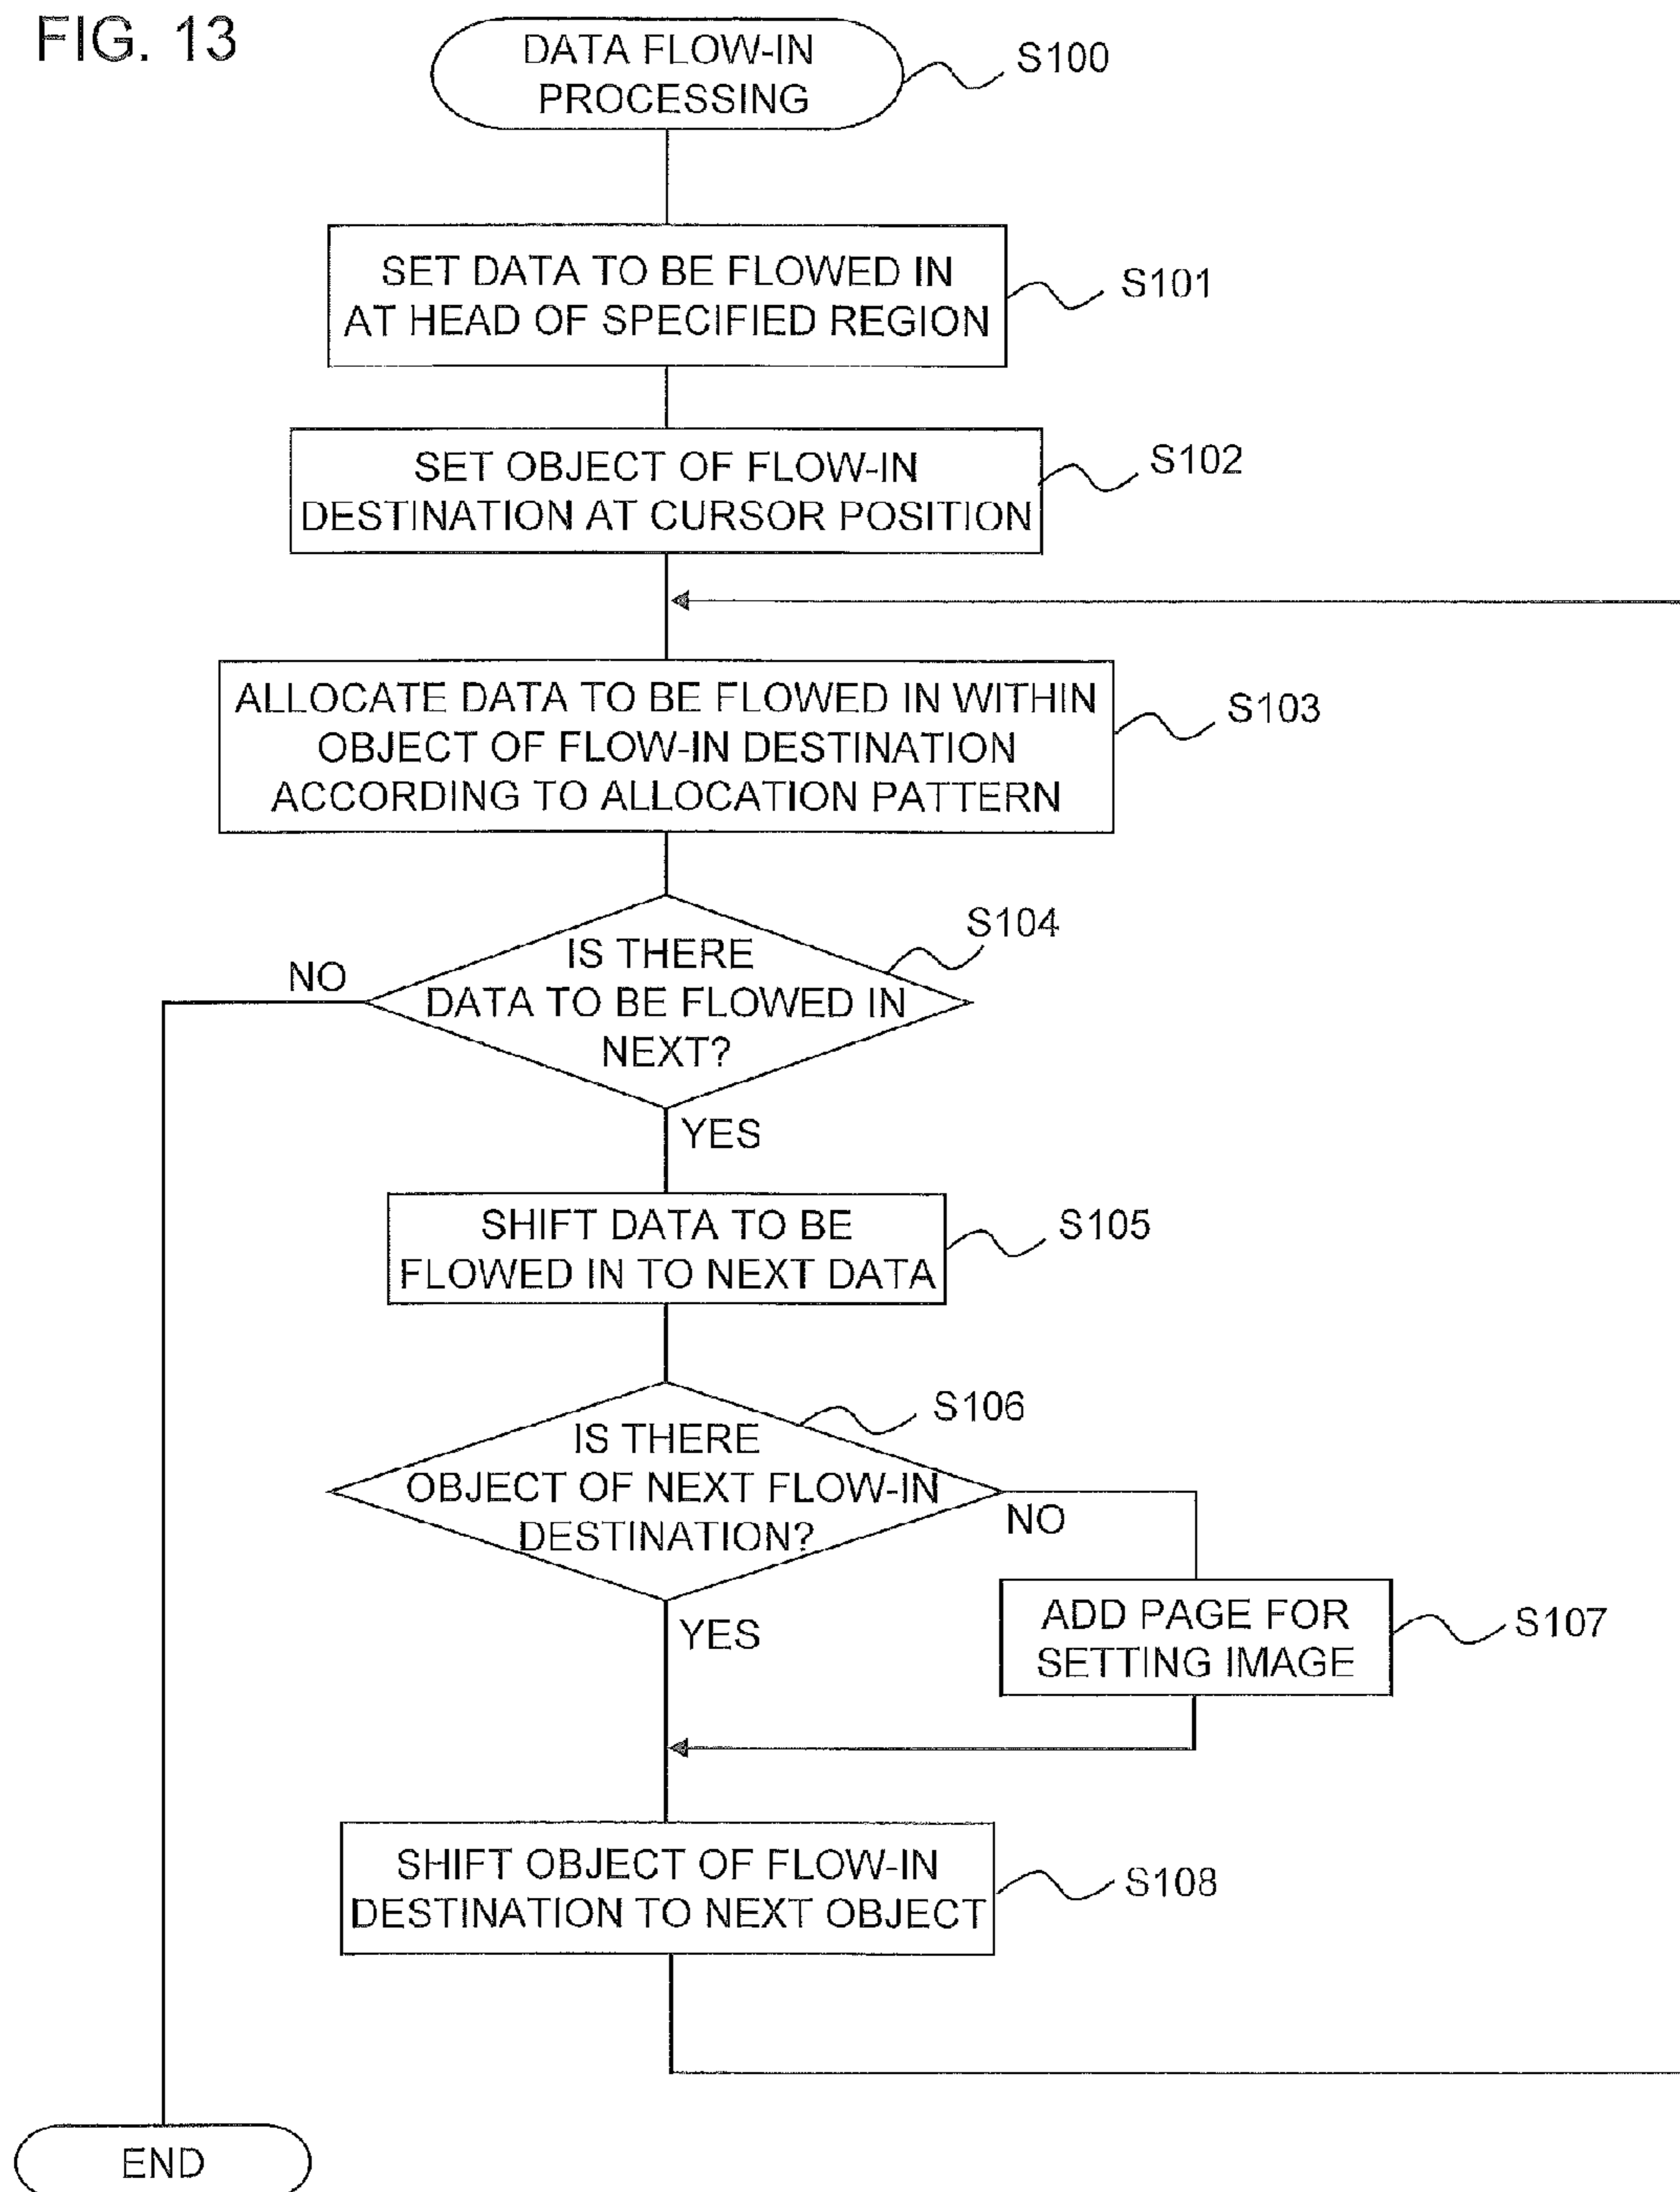 FIG. 13
DATA FLOW-IN
PROCESSING
S100
SET DATA TO BE FLOWED IN
AT HEAD OF SPECIFIED REGION
S101
SET OBJECT OF FLOW-IN
DESTINATION AT CURSOR POSITION
S102
ALLOCATE DATA TO BE FLOWED IN WITHIN
OBJECT OF FLOW-IN DESTINATION
ACCORDING TO ALLOCATION PATTERN
S103
IS THERE
DATA TO BE FLOWED IN
NEXT?
S104
NO
YES
SHIFT DATA TO BE
FLOWED IN TO NEXT DATA
S105
IS THERE
OBJECT OF NEXT FLOW-IN
DESTINATION?
S106
NO
YES
ADD PAGE FOR
SETTING IMAGE
S107
SHIFT OBJECT OF FLOW-IN
DESTINATION TO NEXT OBJECT
S108
END